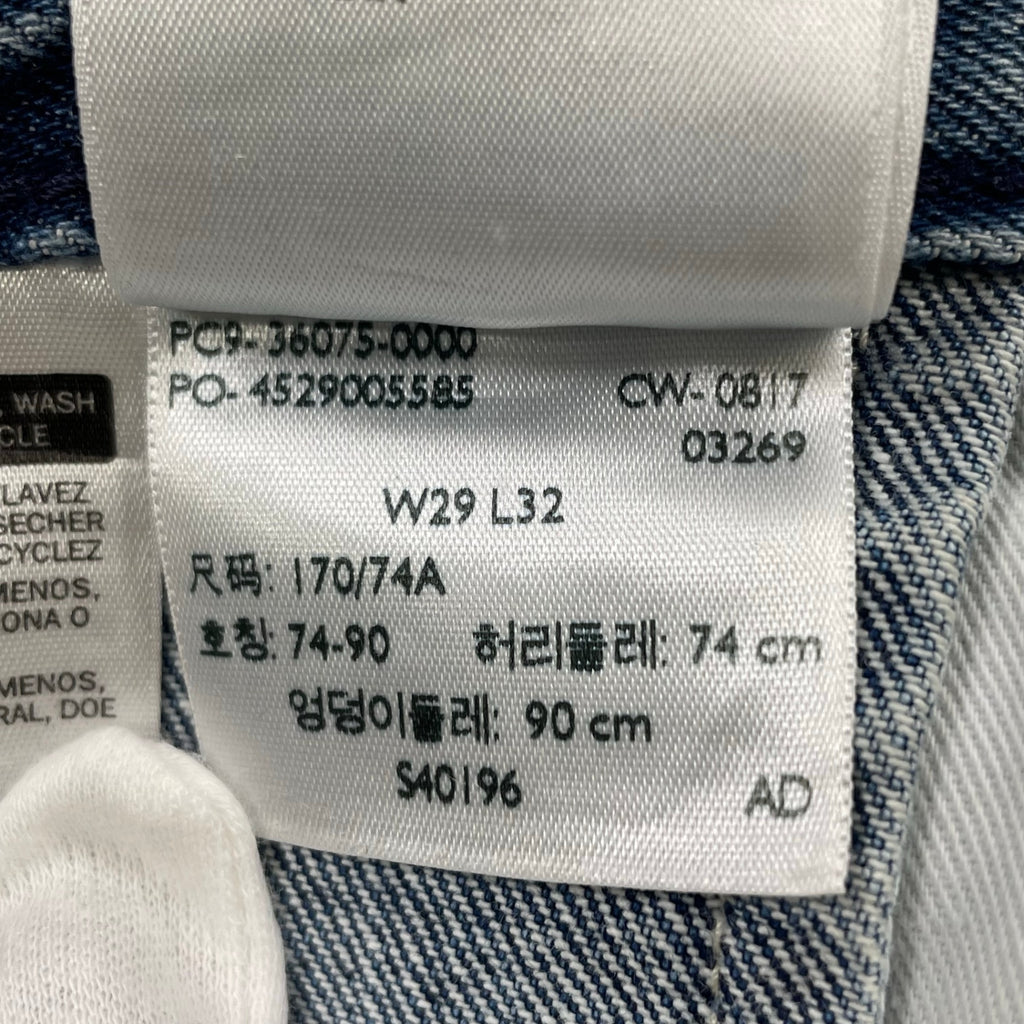 PC9- 36075-0000
PO- 4529005585
CW- 0817
03269
W29 L32
尺码: 170/74A
호칭: 74-90
허리둘레: 74 cm
엉덩이둘레: 90 cm
S40196
AD
WASH
CLE
LAVEZ
SECHER
CYCLEZ
MENOS,
ONA O
MENOS,
RAL, DOE